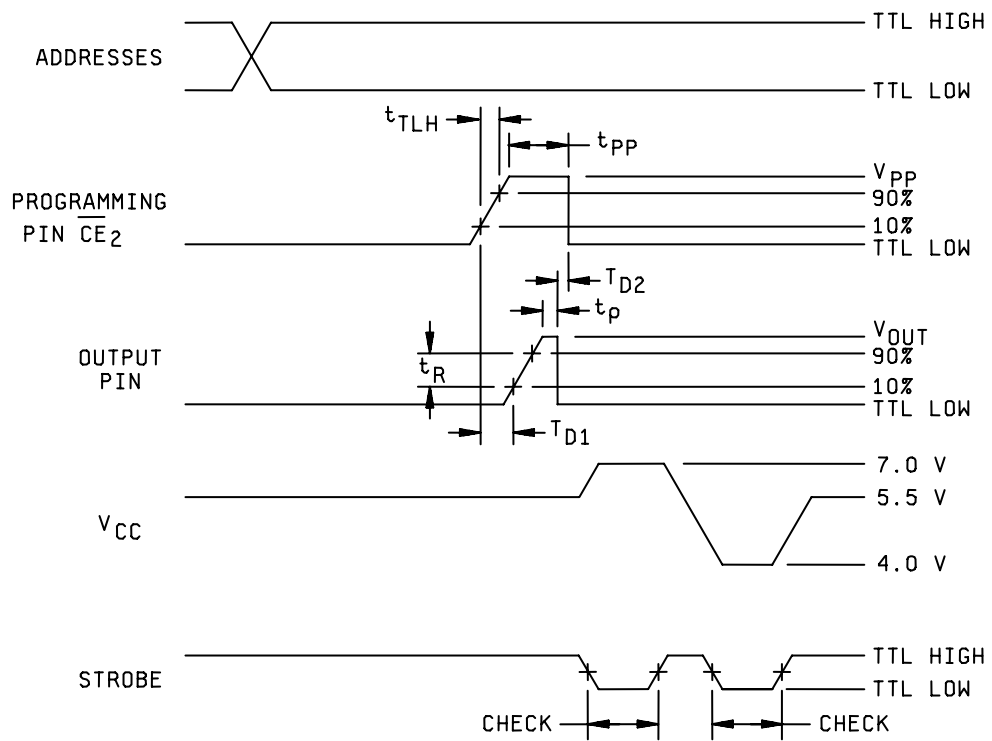 TTL HIGH
ADDRESSES
TTL LOW
tTLH
tPP
VPP
PROGRAMMING
PIN CE2
90%
10%
TTL LOW
TD2
tp
VOUT
OUTPUT
PIN
90%
tR
10%
TTL LOW
TD1
7.0 V
5.5 V
VCC
4.0 V
TTL HIGH
STROBE
TTL LOW
CHECK
CHECK